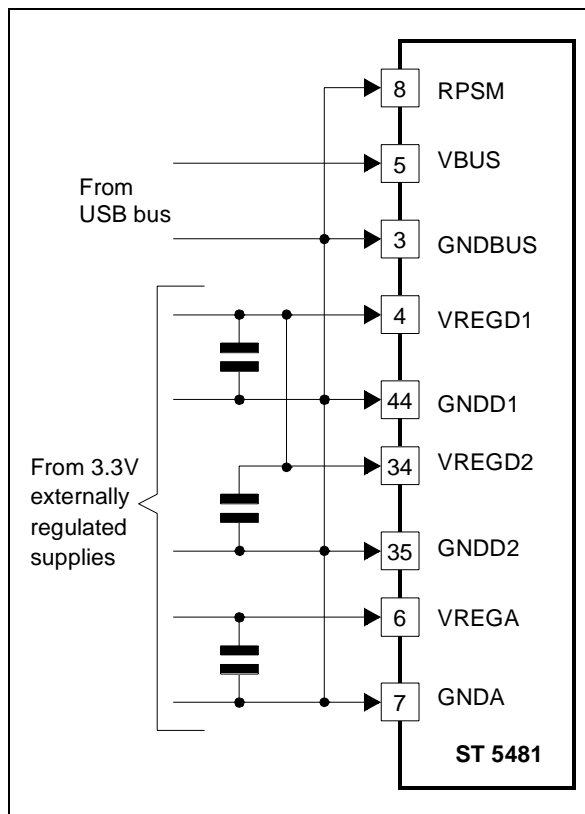 8 RPSM
5 VBUS
From
USB bus
3 GNDBUS
4 VREGD1
44 GNDD1
From 3.3V
externally
regulated
supplies
34 VREGD2
35 GNDD2
6 VREGA
7 GNDA
ST 5481